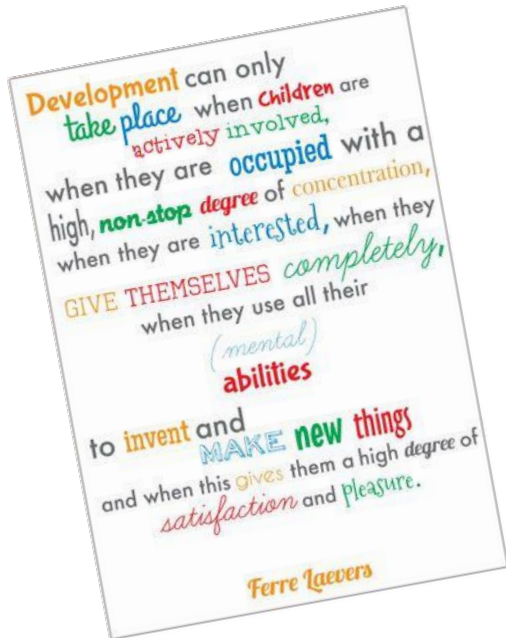 Development can only
take place when Children are
actively involved,
when they are occupied with a
high, non-stop degree of concentration,
when they are interested, when they
GIVE THEMSELVES completely,
when they use all their
(mental)
abilities
to invent and
MAKE new things
and when this gives them a high degree of
satisfaction and pleasure.
Ferre Laevers